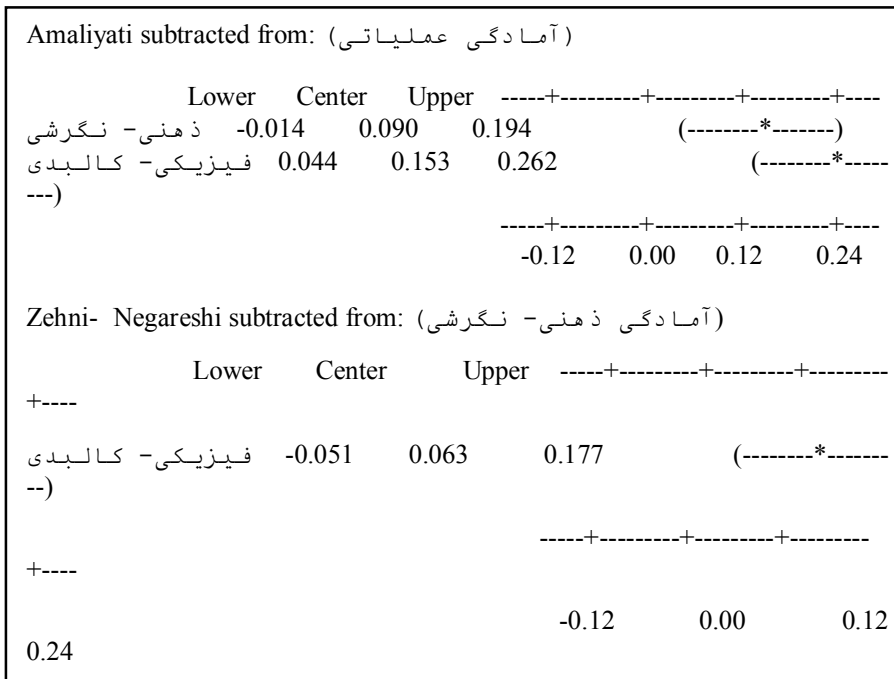 Amaliyati subtracted from: (آمادگی عملیاتی)
Lower Center Upper -----+---------+---------+---------+----
ذهنی- نگرشی -0.014 0.090 0.194 (--------*-------)
فیزیکی- کالبدی 0.044 0.153 0.262 (--------*-----
---)
-----+---------+---------+---------+----
-0.12 0.00 0.12 0.24
Zehni- Negareshi subtracted from: (آمادگی ذهنی- نگرشی)
Lower Center Upper -----+---------+---------+---------
+----
فیزیکی- کالبدی -0.051 0.063 0.177 (--------*-------
--)
-----+---------+---------+---------
+----
-0.12 0.00 0.12
0.24